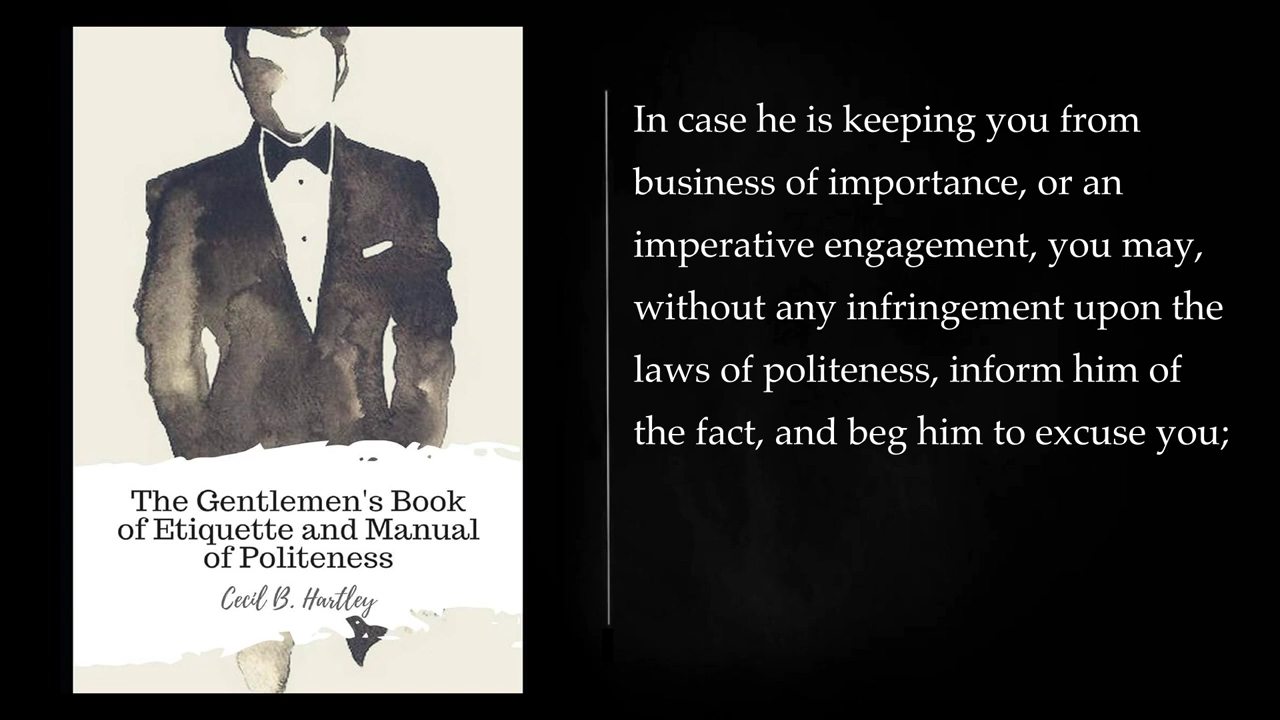 The Gentlemen's Book
of Etiquette and Manual
of Politeness
Cecil B. Hartley
In case he is keeping you from
business of importance, or an
imperative engagement, you may,
without any infringement upon the
laws of politeness, inform him of
the fact, and beg him to excuse you;